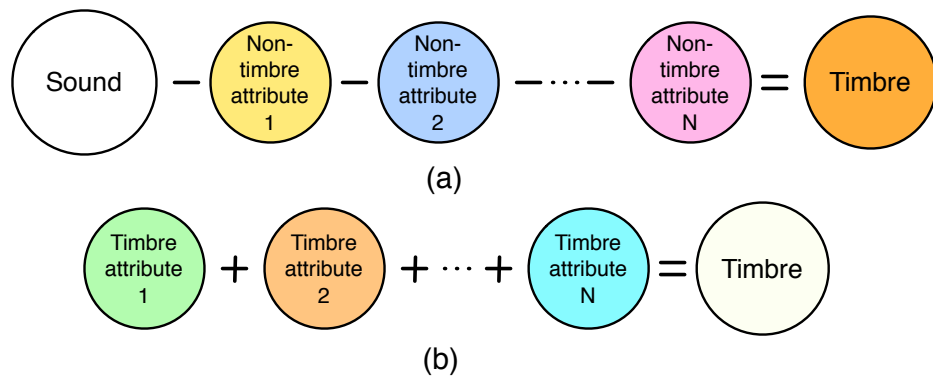 Sound
Non-
timbre
attribute
1
Non-
timbre
attribute
2
Non-
timbre
attribute
N
Timbre
(a)
Timbre
attribute
1
Timbre
attribute
2
Timbre
attribute
N
Timbre
(b)